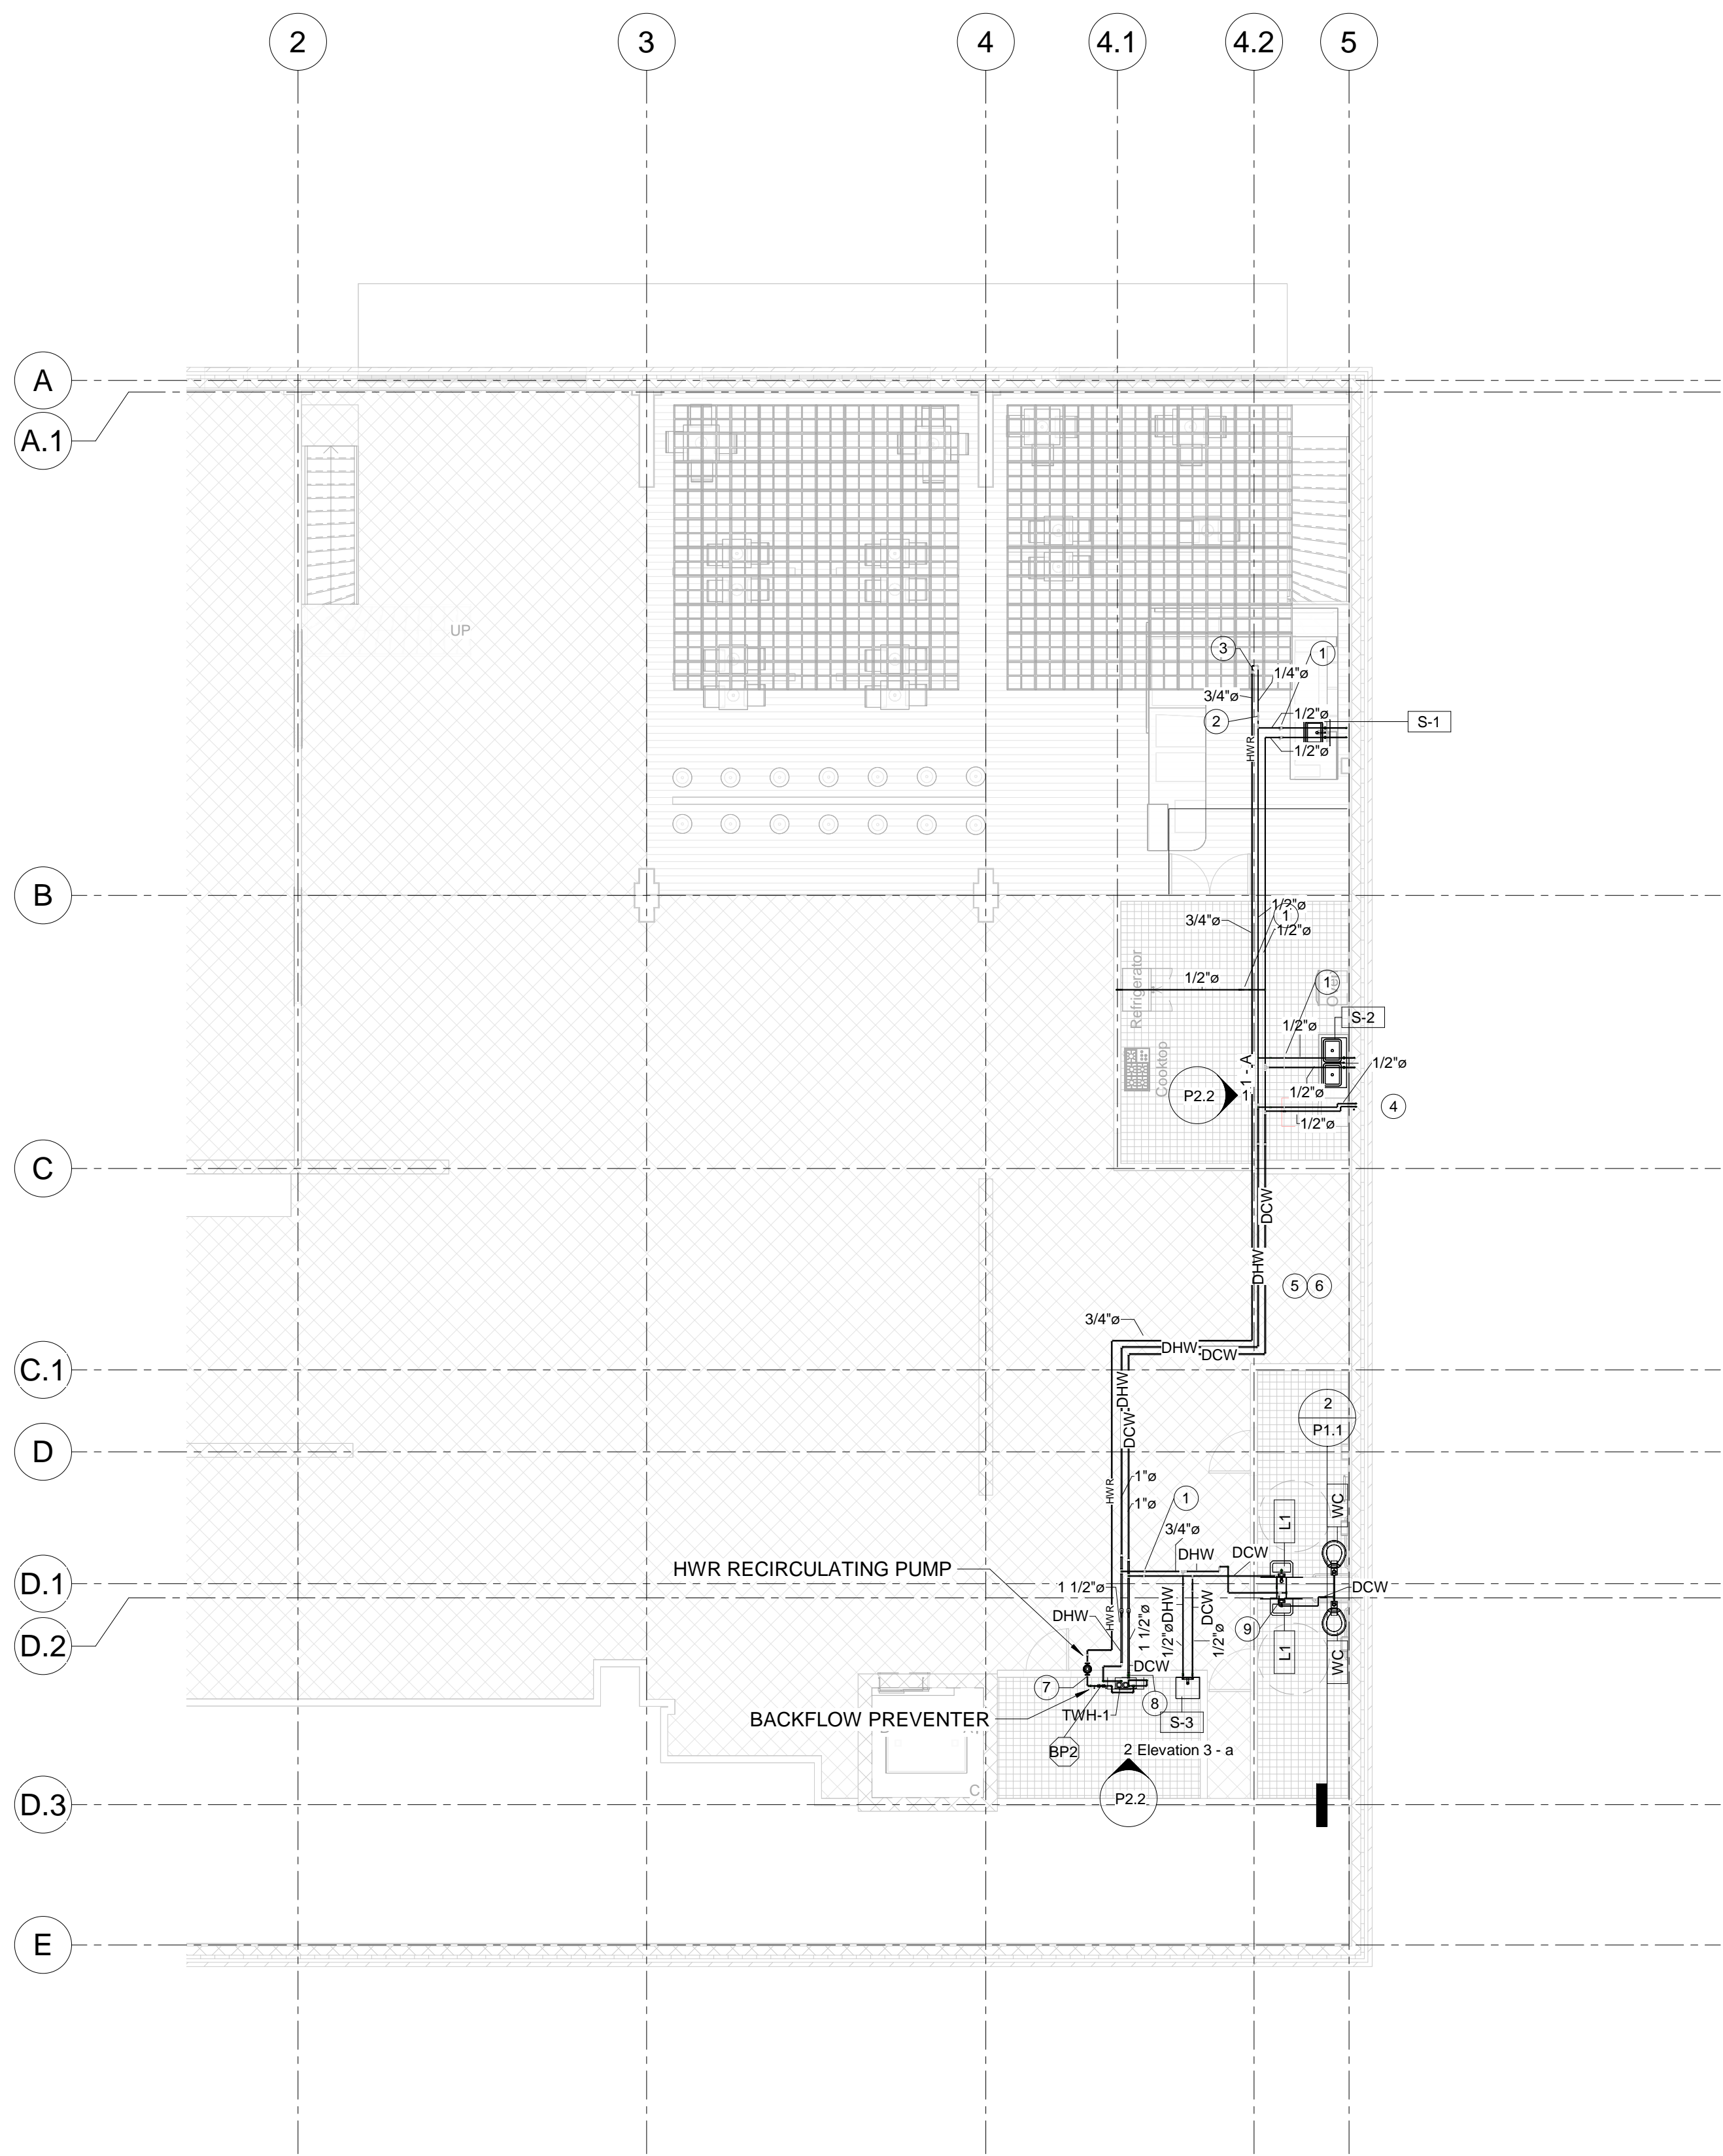 2
3
4
4.1
4.2
5
A
A.1
UP
3
1
1/4"ø
3/4"ø
2
1/2"ø
S-1
HWR
1/2"ø
B
1/2"ø
1
3/4"ø
1/2"ø
Refrigerator
1/2"ø
1
S-2
1/2"ø
Cooktop
1 1 - A
1/2"ø
P2.2
1/2"ø
4
1/2"ø
C
DCW
DHW
5
6
3/4"ø
DHW
DCW
C.1
DHW
2
P1.1
DCW
D
1"ø
HWR
1"ø
1
L1
WC
3/4"ø
DHW
DCW
HWR RECIRCULATING PUMP
D.1
1 1/2"ø
DCW
DHW
HWR
1 1/2"ø
1/2"ø
DHW
DCW
1/2"ø
9
D.2
L1
WC
DCW
7
8
BACKFLOW PREVENTER
TWH-1
S-3
BP2
2 Elevation 3 - a
C
P2.2
D.3
E